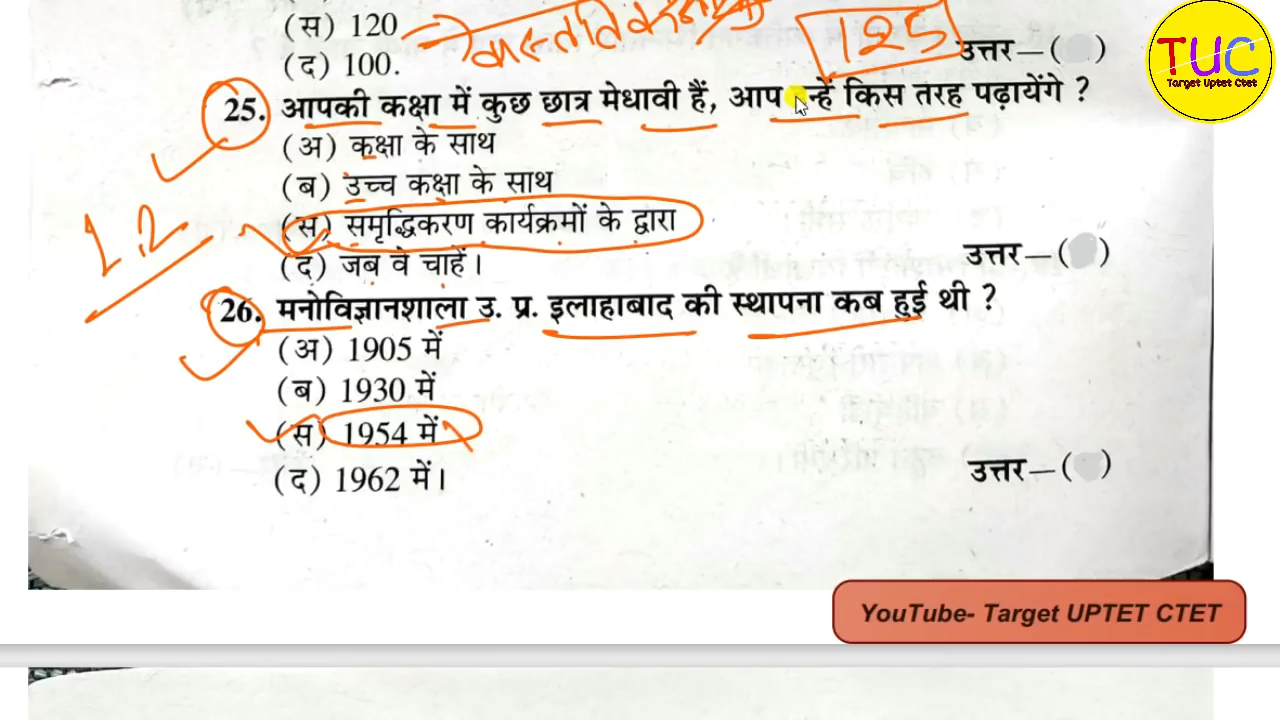 (स) 120
(द) 100.
125
उत्तर–( )
TUC
Target Uptet Ctet
25. आपकी कक्षा में कुछ छात्र मेधावी हैं, आप उन्हें किस तरह पढ़ायेंगे ?
(अ) कक्षा के साथ
(ब) उच्च कक्षा के साथ
(स) समृद्धिकरण कार्यक्रमों के द्वारा
(द) जब वे चाहें।
उत्तर–( )
1.2
26. मनोविज्ञानशाला उ. प्र. इलाहाबाद की स्थापना कब हुई थी ?
(अ) 1905 में
(ब) 1930 में
(स) 1954 में
(द) 1962 में।
उत्तर–( )
YouTube- Target UPTET CTET